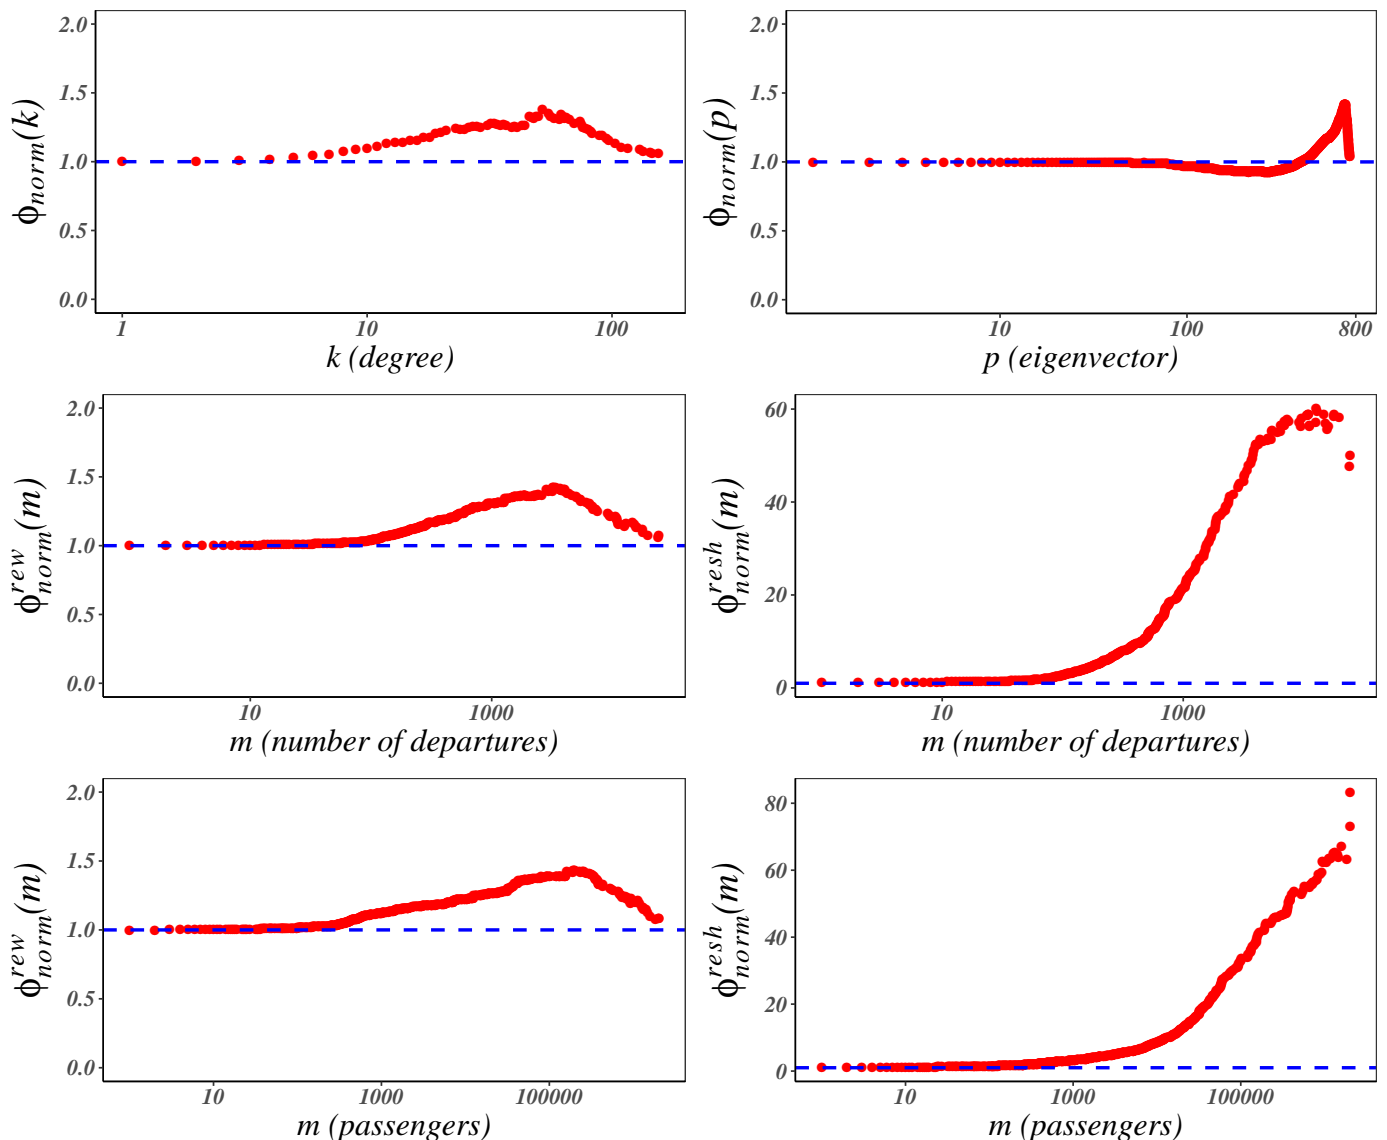 2.0
1.5
1.0
0.5
0.0
ϕnorm(k)
1 10 100
k (degree)
2.0
1.5
1.0
0.5
0.0
ϕnorm(p)
10 100 800
p (eigenvector)
2.0
1.5
1.0
0.5
0.0
ϕ^rew_norm(m)
10 1000
m (number of departures)
60
40
20
0
ϕ^resh_norm(m)
10 1000
m (number of departures)
2.0
1.5
1.0
0.5
0.0
ϕ^rew_norm(m)
10 1000 100000
m (passengers)
80
60
40
20
0
ϕ^resh_norm(m)
10 1000 100000
m (passengers)